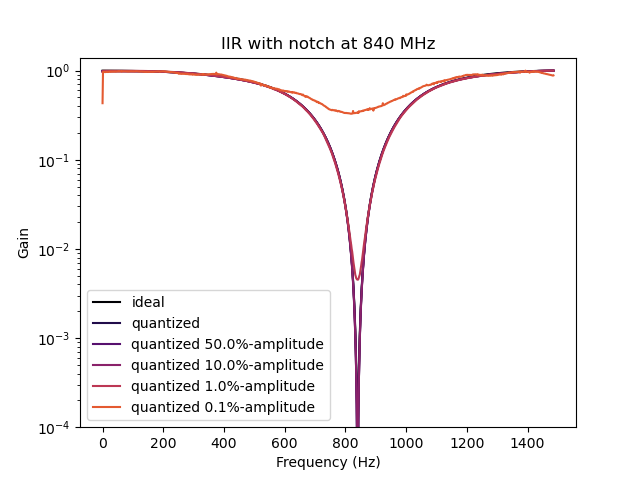 IIR with notch at 840 MHz
Gain
10^0
10^-1
10^-2
10^-3
10^-4
ideal
quantized
quantized 50.0%-amplitude
quantized 10.0%-amplitude
quantized 1.0%-amplitude
quantized 0.1%-amplitude
0 200 400 600 800 1000 1200 1400
Frequency (Hz)